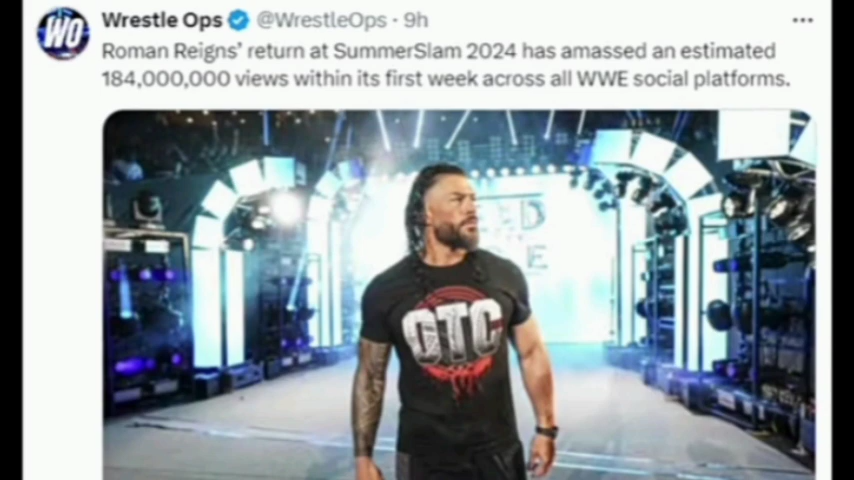 WO
Wrestle Ops @WrestleOps · 9h
Roman Reigns' return at SummerSlam 2024 has amassed an estimated
184,000,000 views within its first week across all WWE social platforms.
OTC